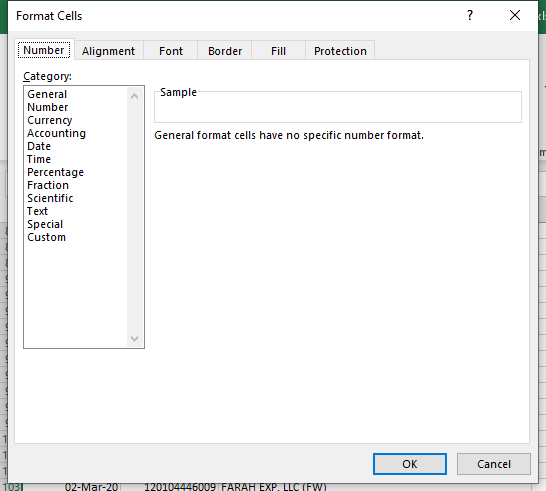 Format Cells
Number Alignment Font Border Fill Protection
Category:
General
Number
Currency
Accounting
Date
Time
Percentage
Fraction
Scientific
Text
Special
Custom
Sample
General format cells have no specific number format.
OK Cancel
103 02-Mar-20 120104446009 FARAH EXP. LLC (FW)